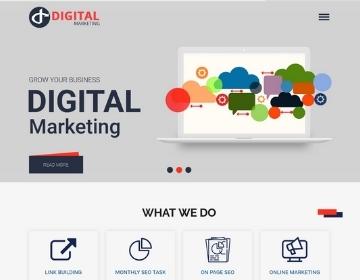 DIGITAL
MARKETING
GROW YOUR BUSINESS
DIGITAL
Marketing
READ MORE
WHAT WE DO
LINK BUILDING
MONTHLY SEO TASK
ON PAGE SEO
ONLINE MARKETING